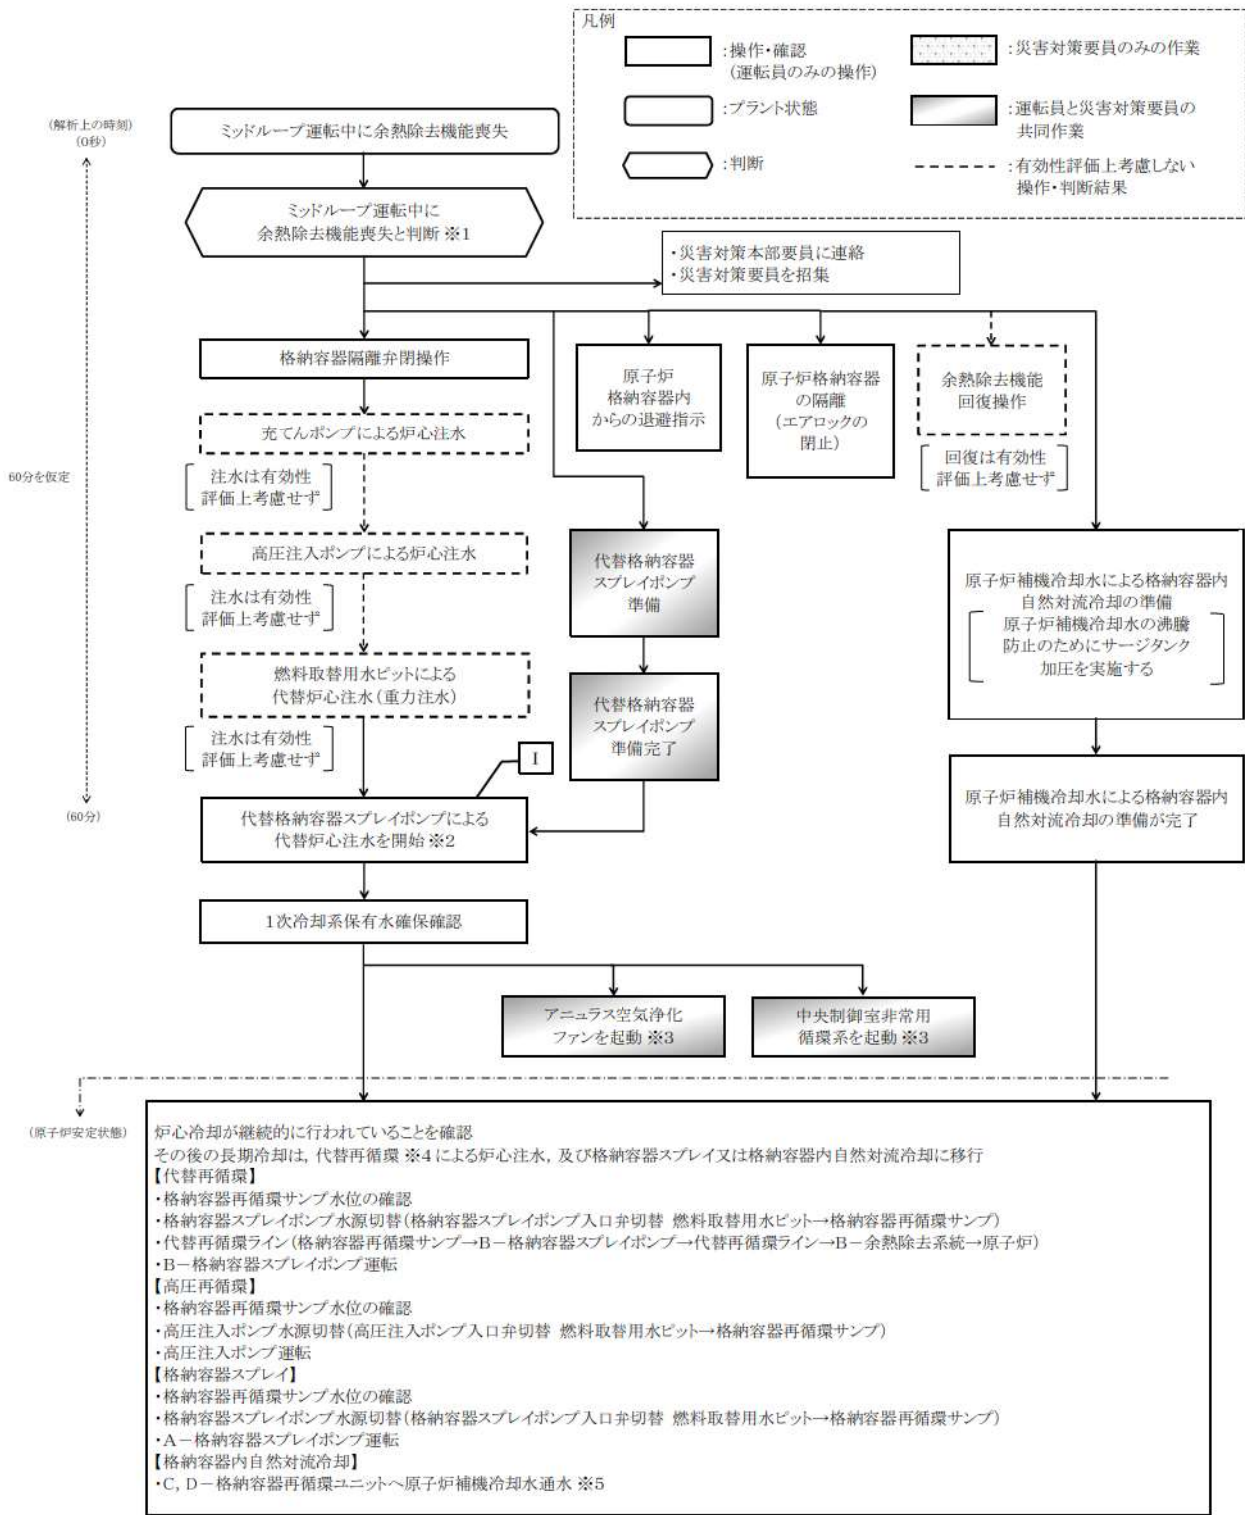 凡例
:操作・確認
(運転員のみの操作)
:災害対策要員のみの作業
:プラント状態
:運転員と災害対策要員の
共同作業
:判断
:有効性評価上考慮しない
操作・判断結果
(解析上の時刻)
(0秒)
ミッドループ運転中に余熱除去機能喪失
ミッドループ運転中に
余熱除去機能喪失と判断 ※1
・災害対策本部要員に連絡
・災害対策要員を招集
格納容器隔離弁閉操作
原子炉
格納容器内
からの退避指示
原子炉格納容器
の隔離
(エアロックの
閉止)
余熱除去機能
回復操作
回復は有効性
評価上考慮せず
充てんポンプによる炉心注水
注水は有効性
評価上考慮せず
60分を仮定
高圧注入ポンプによる炉心注水
注水は有効性
評価上考慮せず
代替格納容器
スプレイポンプ
準備
原子炉補機冷却水による格納容器内
自然対流冷却の準備
原子炉補機冷却水の沸騰
防止のためにサージタンク
加圧を実施する
燃料取替用水ピットによる
代替炉心注水(重力注水)
注水は有効性
評価上考慮せず
代替格納容器
スプレイポンプ
準備完了
I
(60分)
代替格納容器スプレイポンプによる
代替炉心注水を開始 ※2
原子炉補機冷却水による格納容器内
自然対流冷却の準備が完了
1次冷却系保有水確保確認
アニュラス空気浄化
ファンを起動 ※3
中央制御室非常用
循環系を起動 ※3
(原子炉安定状態)
炉心冷却が継続的に行われていることを確認
その後の長期冷却は, 代替再循環 ※4 による炉心注水, 及び格納容器スプレイ又は格納容器内自然対流冷却に移行
【代替再循環】
・格納容器再循環サンプ水位の確認
・格納容器スプレイポンプ水源切替(格納容器スプレイポンプ入口弁切替 燃料取替用水ピット→格納容器再循環サンプ)
・代替再循環ライン(格納容器再循環サンプ→B-格納容器スプレイポンプ→代替再循環ライン→B-余熱除去系統→原子炉)
・B-格納容器スプレイポンプ運転
【高圧再循環】
・格納容器再循環サンプ水位の確認
・高圧注入ポンプ水源切替(高圧注入ポンプ入口弁切替 燃料取替用水ピット→格納容器再循環サンプ)
・高圧注入ポンプ運転
【格納容器スプレイ】
・格納容器再循環サンプ水位の確認
・格納容器スプレイポンプ水源切替(格納容器スプレイポンプ入口弁切替 燃料取替用水ピット→格納容器再循環サンプ)
・A-格納容器スプレイポンプ運転
【格納容器内自然対流冷却】
・C, D-格納容器再循環ユニットへ原子炉補機冷却水通水 ※5